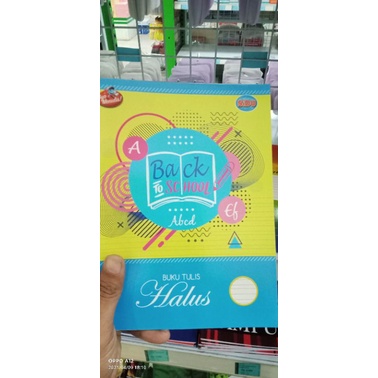 A
Back
To School
Abcd
Ef
BUKU TULIS
Halus
OPPO A12